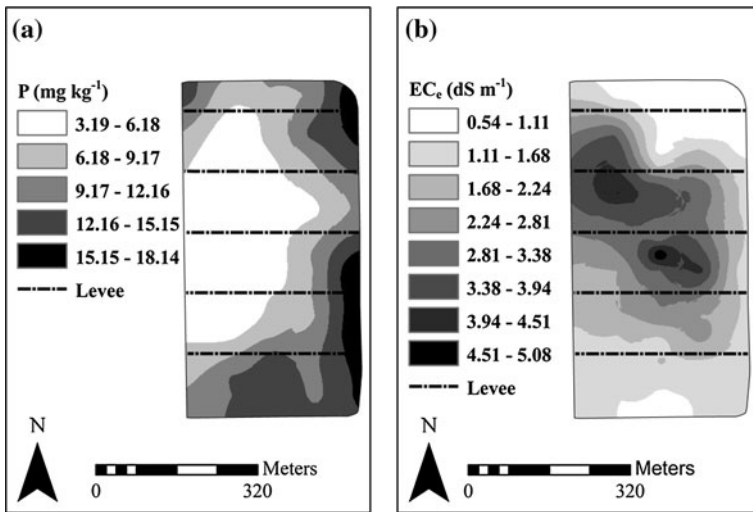 (a)
P (mg kg⁻¹)
3.19 - 6.18
6.18 - 9.17
9.17 - 12.16
12.16 - 15.15
15.15 - 18.14
Levee
N
Meters
0 320
(b)
ECₑ (dS m⁻¹)
0.54 - 1.11
1.11 - 1.68
1.68 - 2.24
2.24 - 2.81
2.81 - 3.38
3.38 - 3.94
3.94 - 4.51
4.51 - 5.08
Levee
N
Meters
0 320